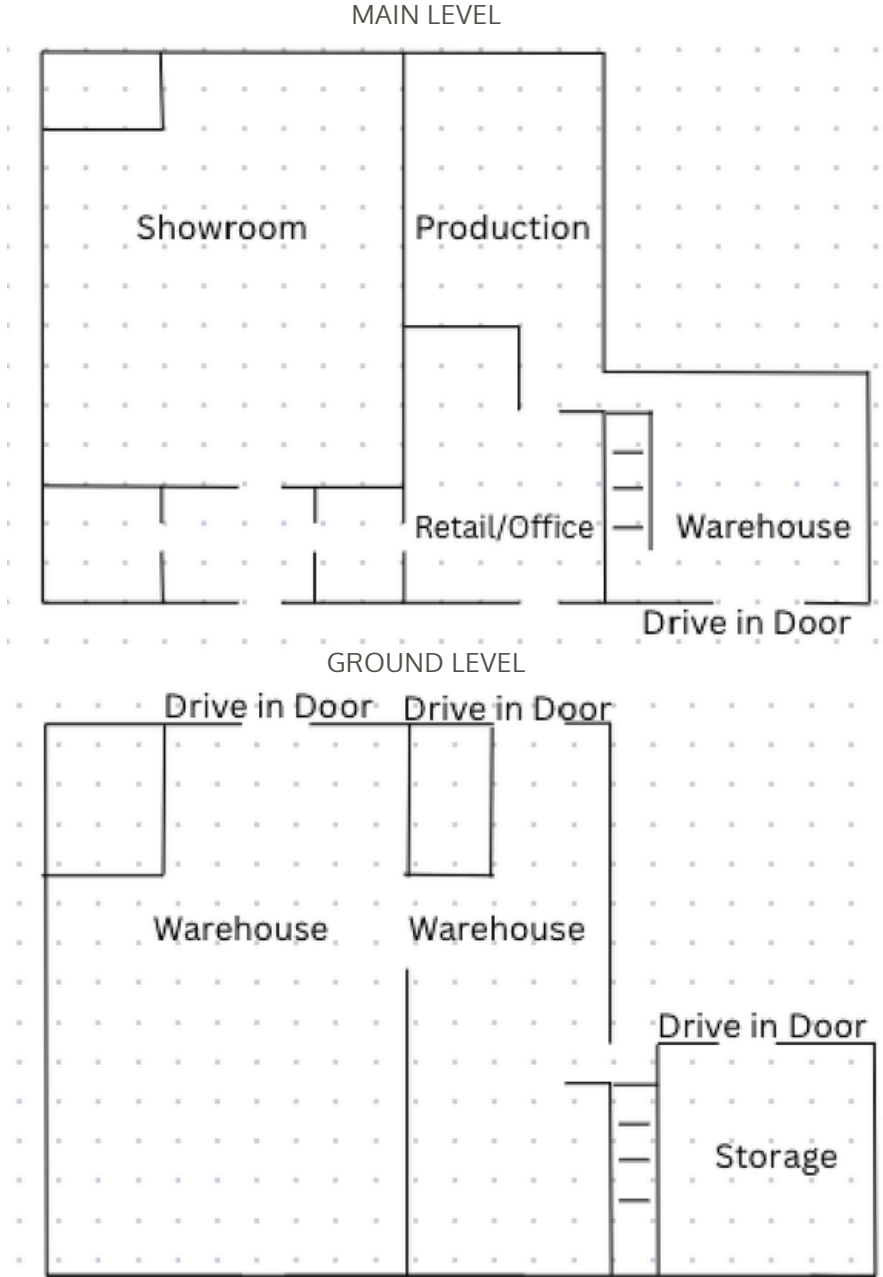 MAIN LEVEL
Showroom
Production
Retail/Office
Warehouse
Drive in Door
GROUND LEVEL
Drive in Door
Drive in Door
Warehouse
Warehouse
Drive in Door
Storage